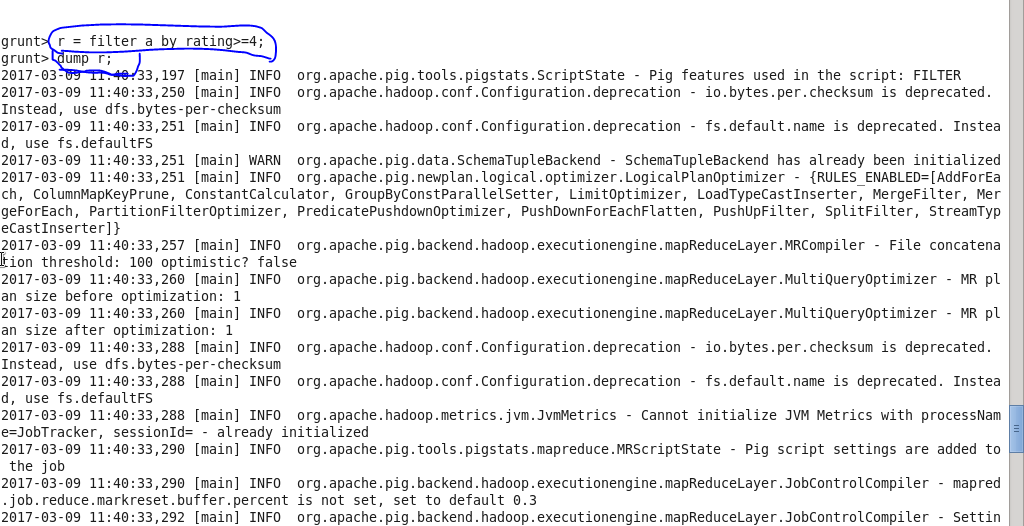 grunt> r = filter a by rating>=4;
grunt> dump r;
2017-03-09 11:40:33,197 [main] INFO  org.apache.pig.tools.pigstats.ScriptState - Pig features used in the script: FILTER
2017-03-09 11:40:33,250 [main] INFO  org.apache.hadoop.conf.Configuration.deprecation - io.bytes.per.checksum is deprecated.
Instead, use dfs.bytes-per-checksum
2017-03-09 11:40:33,251 [main] INFO  org.apache.hadoop.conf.Configuration.deprecation - fs.default.name is deprecated. Instea
d, use fs.defaultFS
2017-03-09 11:40:33,251 [main] WARN  org.apache.pig.data.SchemaTupleBackend - SchemaTupleBackend has already been initialized
2017-03-09 11:40:33,251 [main] INFO  org.apache.pig.newplan.logical.optimizer.LogicalPlanOptimizer - {RULES_ENABLED=[AddForEa
ch, ColumnMapKeyPrune, ConstantCalculator, GroupByConstParallelSetter, LimitOptimizer, LoadTypeCastInserter, MergeFilter, Mer
geForEach, PartitionFilterOptimizer, PredicatePushdownOptimizer, PushDownForEachFlatten, PushUpFilter, SplitFilter, StreamTyp
eCastInserter]}
2017-03-09 11:40:33,257 [main] INFO  org.apache.pig.backend.hadoop.executionengine.mapReduceLayer.MRCompiler - File concatena
tion threshold: 100 optimistic? false
2017-03-09 11:40:33,260 [main] INFO  org.apache.pig.backend.hadoop.executionengine.mapReduceLayer.MultiQueryOptimizer - MR pl
an size before optimization: 1
2017-03-09 11:40:33,260 [main] INFO  org.apache.pig.backend.hadoop.executionengine.mapReduceLayer.MultiQueryOptimizer - MR pl
an size after optimization: 1
2017-03-09 11:40:33,288 [main] INFO  org.apache.hadoop.conf.Configuration.deprecation - io.bytes.per.checksum is deprecated.
Instead, use dfs.bytes-per-checksum
2017-03-09 11:40:33,288 [main] INFO  org.apache.hadoop.conf.Configuration.deprecation - fs.default.name is deprecated. Instea
d, use fs.defaultFS
2017-03-09 11:40:33,288 [main] INFO  org.apache.hadoop.metrics.jvm.JvmMetrics - Cannot initialize JVM Metrics with processNam
e=JobTracker, sessionId= - already initialized
2017-03-09 11:40:33,290 [main] INFO  org.apache.pig.tools.pigstats.mapreduce.MRScriptState - Pig script settings are added to
 the job
2017-03-09 11:40:33,290 [main] INFO  org.apache.pig.backend.hadoop.executionengine.mapReduceLayer.JobControlCompiler - mapred
.job.reduce.markreset.buffer.percent is not set, set to default 0.3
2017-03-09 11:40:33,292 [main] INFO  org.apache.pig.backend.hadoop.executionengine.mapReduceLayer.JobControlCompiler - Settin